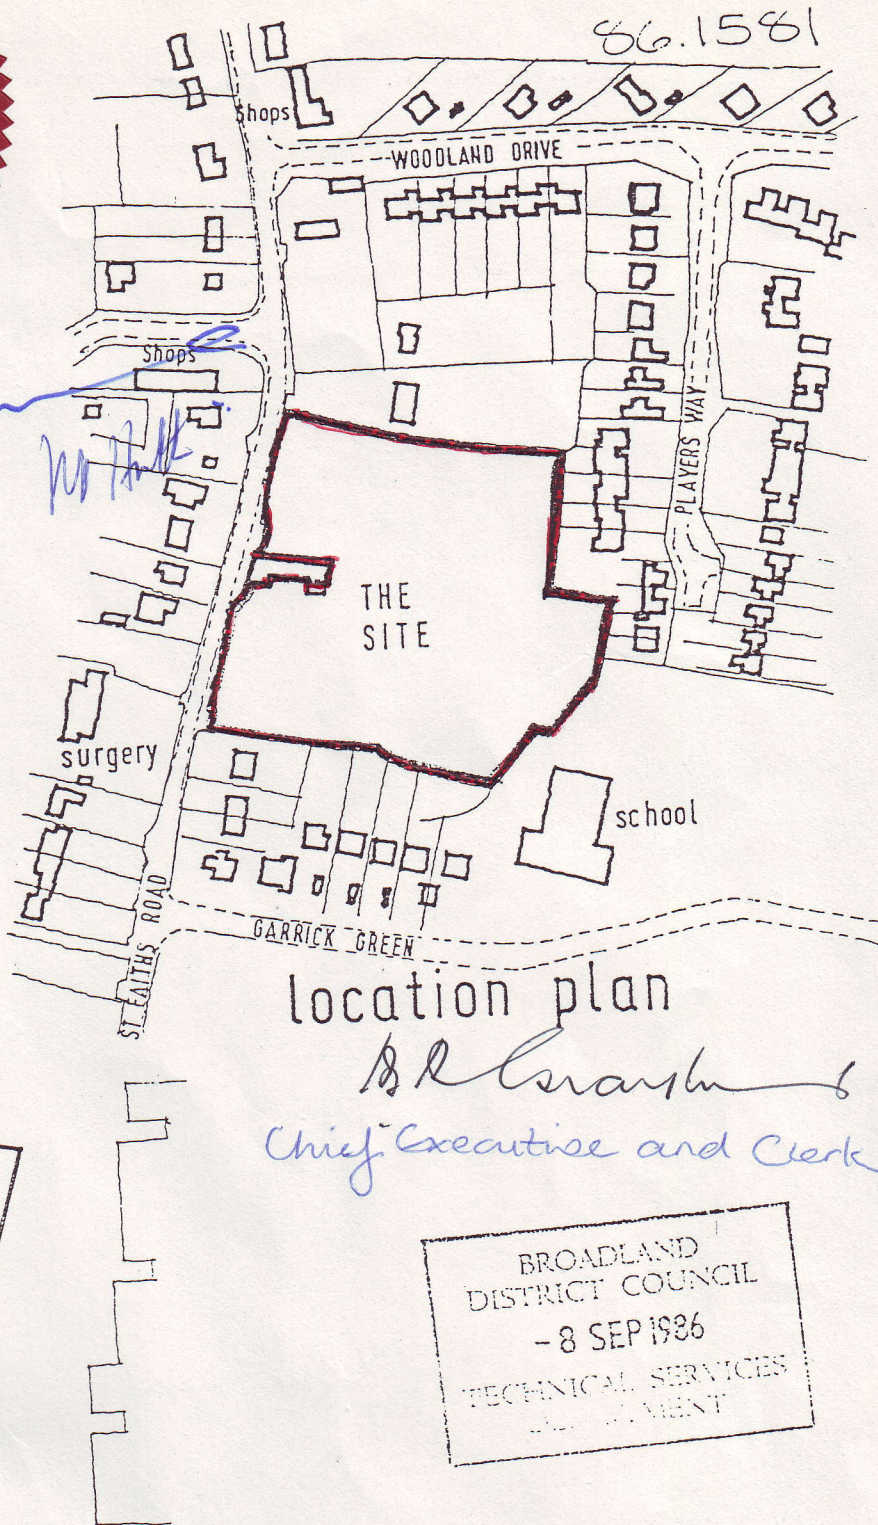 86.1581
Shops
WOODLAND DRIVE
Shops
PLAYERS WAY
THE
SITE
surgery
school
ST. FAITHS ROAD
GARRICK GREEN
location plan
Chief Executive and Clerk
BROADLAND
DISTRICT COUNCIL
-8 SEP 1986
TECHNICAL SERVICES